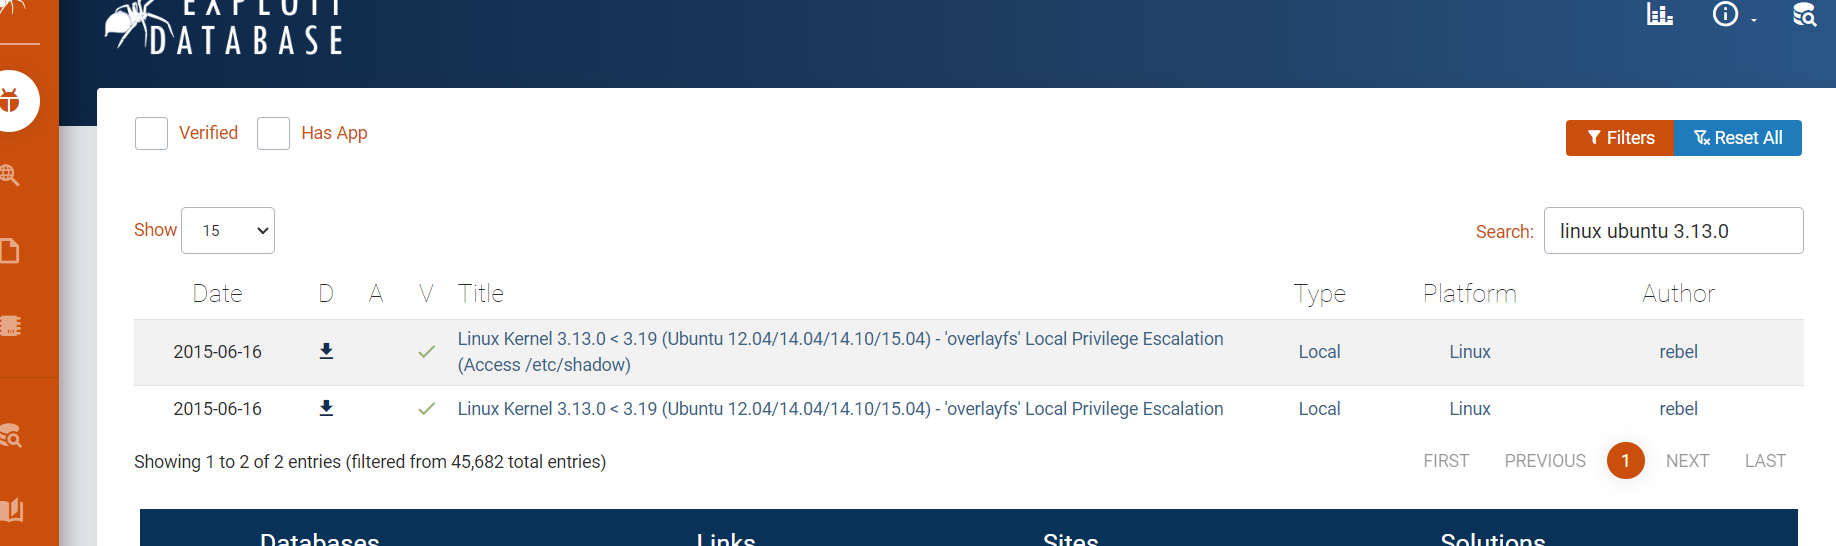 EXPLOIT
DATABASE
Verified Has App
Filters Reset All
Show 15 Search: linux ubuntu 3.13.0
Date D A V Title Type Platform Author
2015-06-16 Linux Kernel 3.13.0 < 3.19 (Ubuntu 12.04/14.04/14.10/15.04) - 'overlayfs' Local Privilege Escalation
(Access /etc/shadow) Local Linux rebel
2015-06-16 Linux Kernel 3.13.0 < 3.19 (Ubuntu 12.04/14.04/14.10/15.04) - 'overlayfs' Local Privilege Escalation Local Linux rebel
Showing 1 to 2 of 2 entries (filtered from 45,682 total entries) FIRST PREVIOUS 1 NEXT LAST
Databases Links Sites Solutions